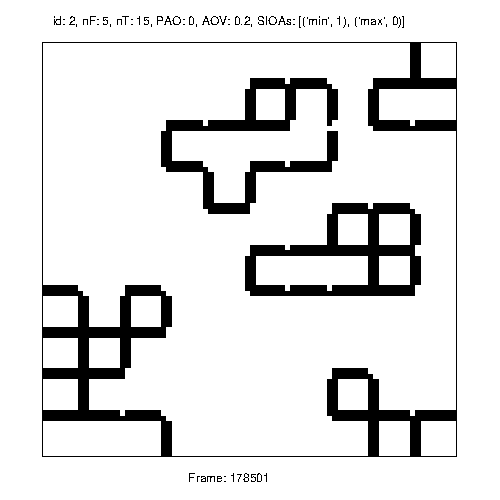 id: 2, nF: 5, nT: 15, PAO: 0, AOV: 0.2, SIOAs: [('min', 1), ('max', 0)]
Frame: 178501